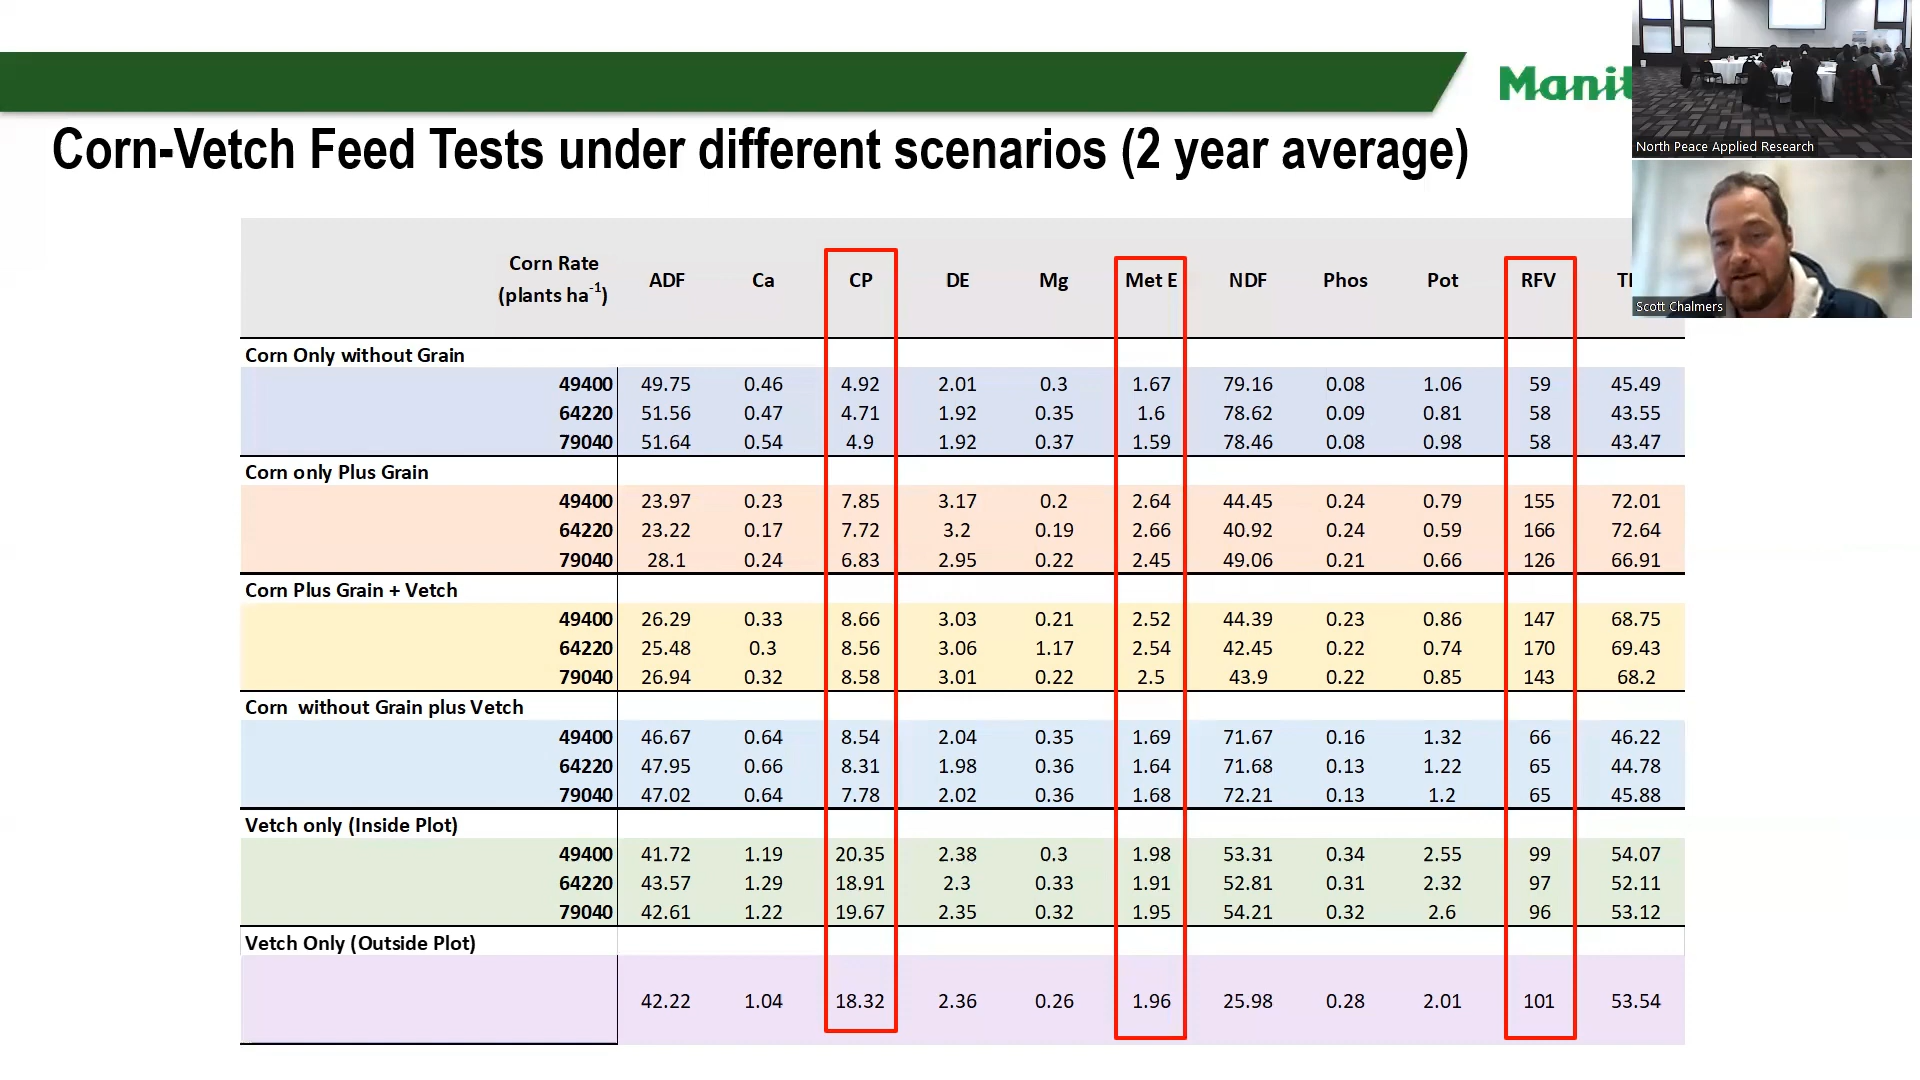 Manit
North Peace Applied Research
Corn-Vetch Feed Tests under different scenarios (2 year average)
Scott Chalmers
Corn Rate (plants ha-1) ADF Ca CP DE Mg Met E NDF Phos Pot RFV
Corn Only without Grain
49400 49.75 0.46 4.92 2.01 0.3 1.67 79.16 0.08 1.06 59 45.49
64220 51.56 0.47 4.71 1.92 0.35 1.6 78.62 0.09 0.81 58 43.55
79040 51.64 0.54 4.9 1.92 0.37 1.59 78.46 0.08 0.98 58 43.47
Corn only Plus Grain
49400 23.97 0.23 7.85 3.17 0.2 2.64 44.45 0.24 0.79 155 72.01
64220 23.22 0.17 7.72 3.2 0.19 2.66 40.92 0.24 0.59 166 72.64
79040 28.1 0.24 6.83 2.95 0.22 2.45 49.06 0.21 0.66 126 66.91
Corn Plus Grain + Vetch
49400 26.29 0.33 8.66 3.03 0.21 2.52 44.39 0.23 0.86 147 68.75
64220 25.48 0.3 8.56 3.06 1.17 2.54 42.45 0.22 0.74 170 69.43
79040 26.94 0.32 8.58 3.01 0.22 2.5 43.9 0.22 0.85 143 68.2
Corn without Grain plus Vetch
49400 46.67 0.64 8.54 2.04 0.35 1.69 71.67 0.16 1.32 66 46.22
64220 47.95 0.66 8.31 1.98 0.36 1.64 71.68 0.13 1.22 65 44.78
79040 47.02 0.64 7.78 2.02 0.36 1.68 72.21 0.13 1.2 65 45.88
Vetch only (Inside Plot)
49400 41.72 1.19 20.35 2.38 0.3 1.98 53.31 0.34 2.55 99 54.07
64220 43.57 1.29 18.91 2.3 0.33 1.91 52.81 0.31 2.32 97 52.11
79040 42.61 1.22 19.67 2.35 0.32 1.95 54.21 0.32 2.6 96 53.12
Vetch Only (Outside Plot)
42.22 1.04 18.32 2.36 0.26 1.96 25.98 0.28 2.01 101 53.54